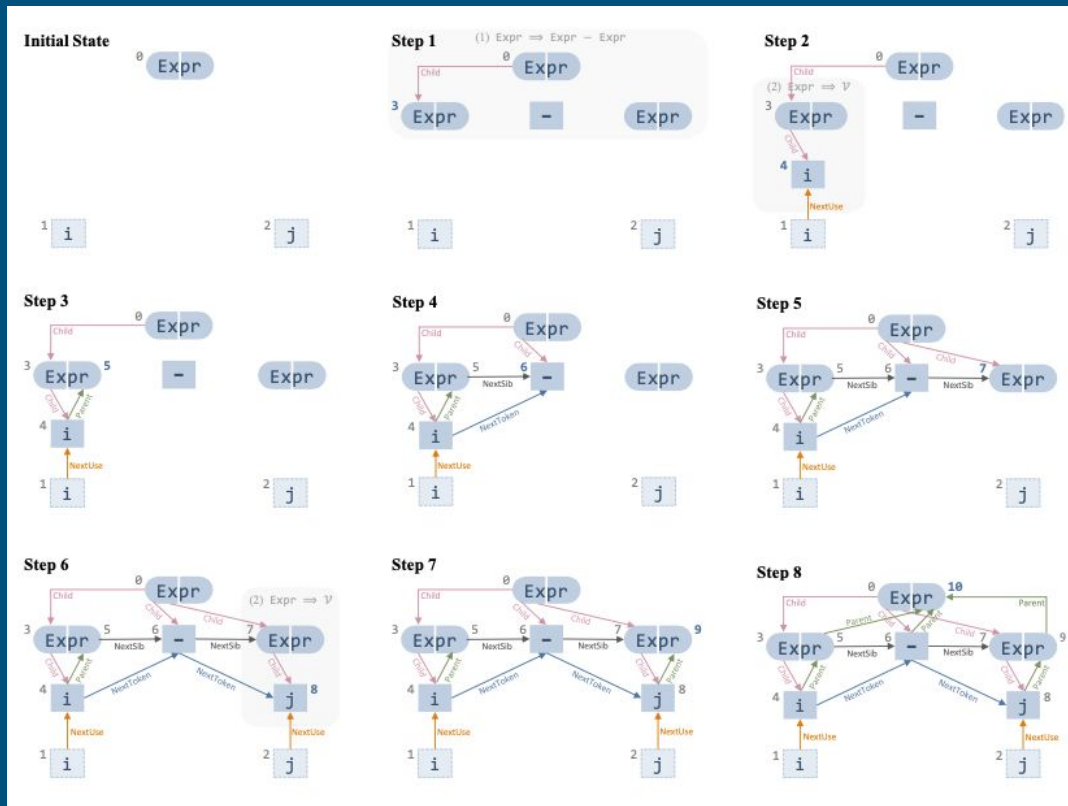 Initial State
0 Expr
1 i
2 j
Step 1
(1) Expr ⟹ Expr – Expr
0 Expr
Child
3 Expr
-
Expr
1 i
2 j
Step 2
0 Expr
Child
(2) Expr ⟹ 𝒱
3 Expr
-
Expr
Child
4 i
NextUse
1 i
2 j
Step 3
0 Expr
Child
3 Expr 5
-
Expr
Child
Parent
4 i
NextUse
1 i
2 j
Step 4
0 Expr
Child
Child
3 Expr 5
NextSib
6 -
Expr
Child
Parent
NextToken
4 i
NextUse
1 i
2 j
Step 5
0 Expr
Child
Child
Child
3 Expr 5
NextSib
6 -
NextSib
7 Expr
Child
Parent
NextToken
4 i
NextUse
1 i
2 j
Step 6
0 Expr
(2) Expr ⟹ 𝒱
Child
Child
Child
3 Expr 5
NextSib
6 -
NextSib
7 Expr
Child
Parent
NextToken
NextToken
Child
4 i
j 8
NextUse
NextUse
1 i
2 j
Step 7
0 Expr
Child
Child
Child
3 Expr 5
NextSib
6 -
NextSib
7 Expr 9
Child
Parent
NextToken
NextToken
Child
Parent
4 i
j 8
NextUse
NextUse
1 i
2 j
Step 8
0 Expr 10
Child
Child
Child
Parent
Parent
Parent
3 Expr 5
NextSib
6 -
NextSib
7 Expr 9
Child
Parent
NextToken
NextToken
Child
Parent
4 i
j 8
NextUse
NextUse
1 i
2 j